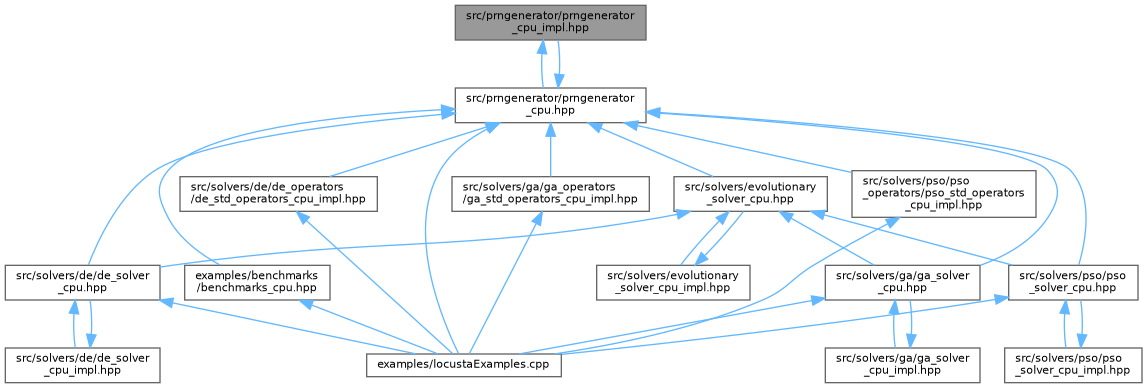 src/prngenerator/prngenerator
_cpu_impl.hpp
src/prngenerator/prngenerator
_cpu.hpp
src/solvers/de/de_operators
/de_std_operators_cpu_impl.hpp
src/solvers/ga/ga_operators
/ga_std_operators_cpu_impl.hpp
src/solvers/evolutionary
_solver_cpu.hpp
src/solvers/pso/pso
_operators/pso_std_operators
_cpu_impl.hpp
src/solvers/de/de_solver
_cpu.hpp
examples/benchmarks
/benchmarks_cpu.hpp
src/solvers/evolutionary
_solver_cpu_impl.hpp
src/solvers/ga/ga_solver
_cpu.hpp
src/solvers/pso/pso
_solver_cpu.hpp
src/solvers/de/de_solver
_cpu_impl.hpp
examples/locustaExamples.cpp
src/solvers/ga/ga_solver
_cpu_impl.hpp
src/solvers/pso/pso
_solver_cpu_impl.hpp